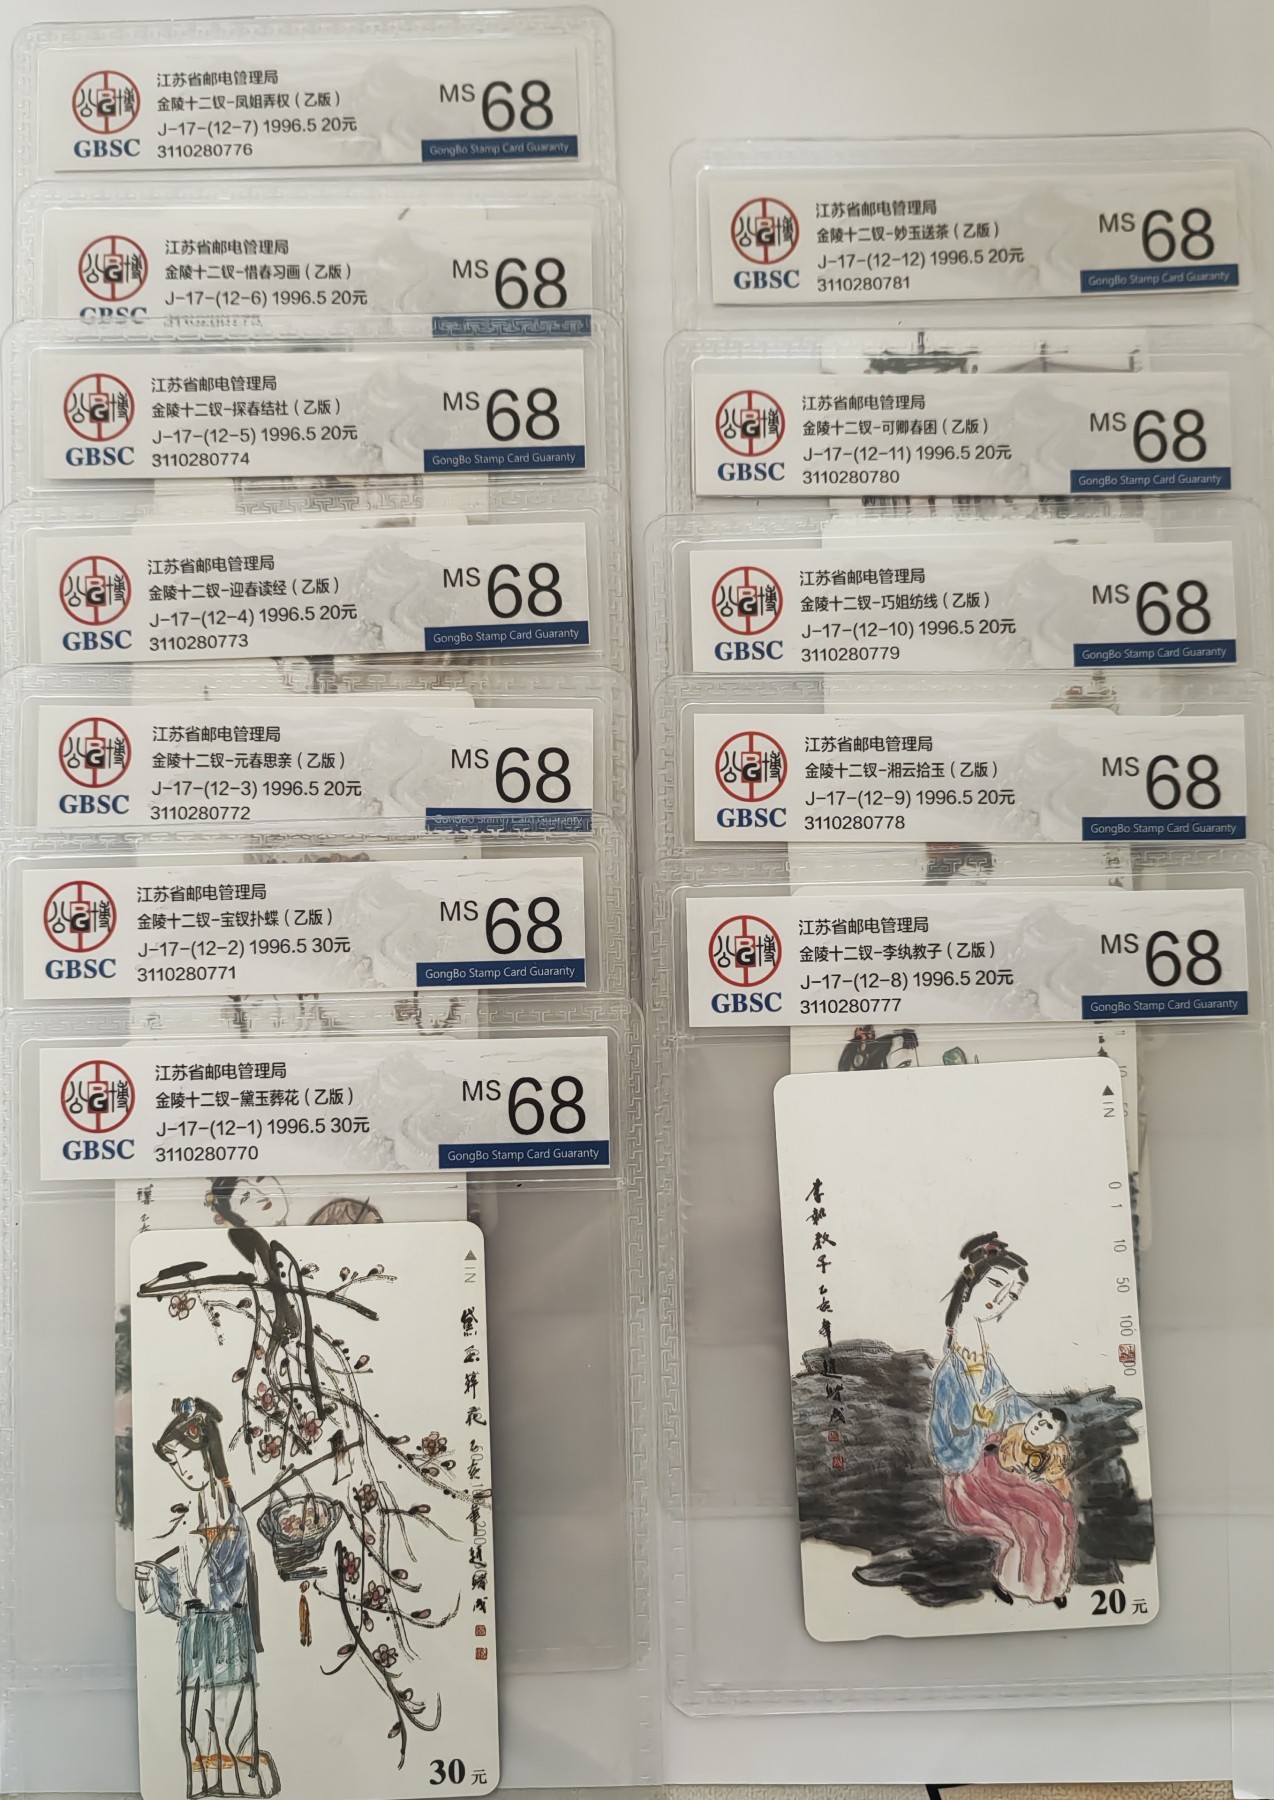 江苏省邮电管理局
金陵十二钗-凤姐弄权（乙版）
J-17-(12-7) 1996.5 20元
3110280776
GBSC
MS 68
GongBo Stamp Card Guaranty
江苏省邮电管理局
金陵十二钗-惜春习画（乙版）
J-17-(12-6) 1996.5 20元
GBSC
MS 68
江苏省邮电管理局
金陵十二钗-探春结社（乙版）
J-17-(12-5) 1996.5 20元
3110280774
GBSC
MS 68
GongBo Stamp Card Guaranty
江苏省邮电管理局
金陵十二钗-迎春读经（乙版）
J-17-(12-4) 1996.5 20元
3110280773
GBSC
MS 68
GongBo Stamp Card Guaranty
江苏省邮电管理局
金陵十二钗-元春思亲（乙版）
J-17-(12-3) 1996.5 20元
3110280772
GBSC
MS 68
GongBo Stamp Card Guaranty
江苏省邮电管理局
金陵十二钗-宝钗扑蝶（乙版）
J-17-(12-2) 1996.5 30元
3110280771
GBSC
MS 68
GongBo Stamp Card Guaranty
江苏省邮电管理局
金陵十二钗-黛玉葬花（乙版）
J-17-(12-1) 1996.5 30元
3110280770
GBSC
MS 68
GongBo Stamp Card Guaranty
IN
黛玉葬花
30元
江苏省邮电管理局
金陵十二钗-妙玉送茶（乙版）
J-17-(12-12) 1996.5 20元
3110280781
GBSC
MS 68
GongBo Stamp Card Guaranty
江苏省邮电管理局
金陵十二钗-可卿春困（乙版）
J-17-(12-11) 1996.5 20元
3110280780
GBSC
MS 68
GongBo Stamp Card Guaranty
江苏省邮电管理局
金陵十二钗-巧姐纺线（乙版）
J-17-(12-10) 1996.5 20元
3110280779
GBSC
MS 68
GongBo Stamp Card Guaranty
江苏省邮电管理局
金陵十二钗-湘云拾玉（乙版）
J-17-(12-9) 1996.5 20元
3110280778
GBSC
MS 68
GongBo Stamp Card Guaranty
江苏省邮电管理局
金陵十二钗-李纨教子（乙版）
J-17-(12-8) 1996.5 20元
3110280777
GBSC
MS 68
GongBo Stamp Card Guaranty
IN
0 1 10 50 100
20元